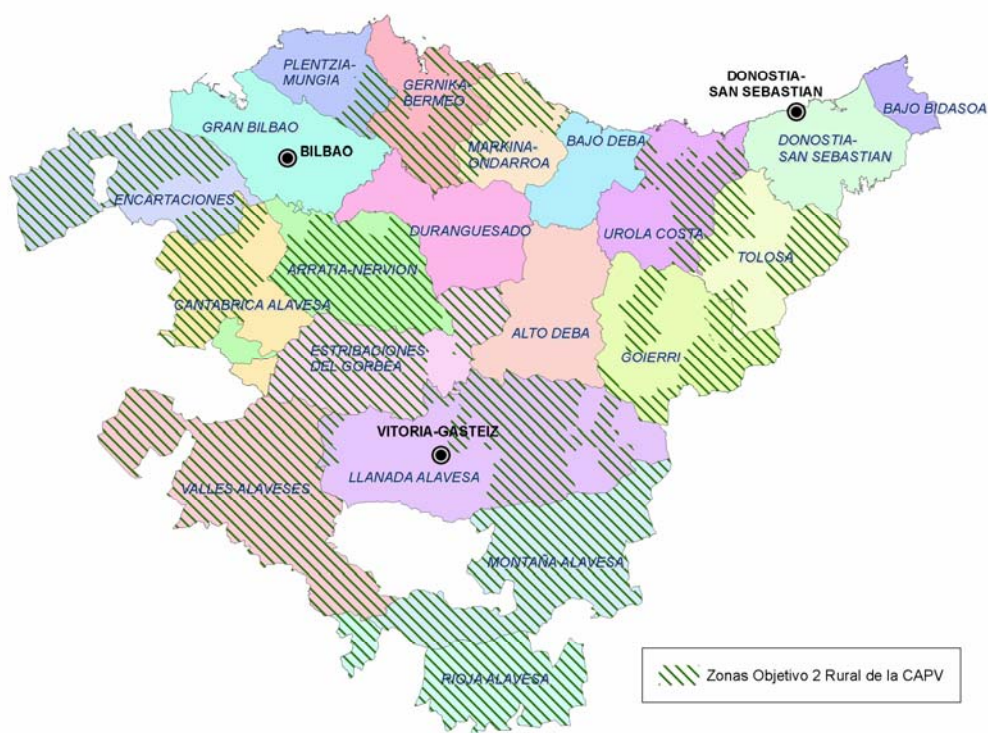 PLENTZIA-
MUNGIA
GERNIKA-
BERMEO
DONOSTIA-
SAN SEBASTIAN
BAJO BIDASOA
GRAN BILBAO
BILBAO
MARKINA-
ONDARROA
BAJO DEBA
DONOSTIA-
SAN SEBASTIAN
ENCARTACIONES
DURANGUESADO
UROLA COSTA
TOLOSA
ARRATIA-NERVION
CANTABRICA ALAVESA
ALTO DEBA
ESTRIBACIONES
DEL GORBEA
GOIERRI
VITORIA-GASTEIZ
LLANADA ALAVESA
VALLES ALAVESES
MONTAÑA ALAVESA
RIOJA ALAVESA
Zonas Objetivo 2 Rural de la CAPV